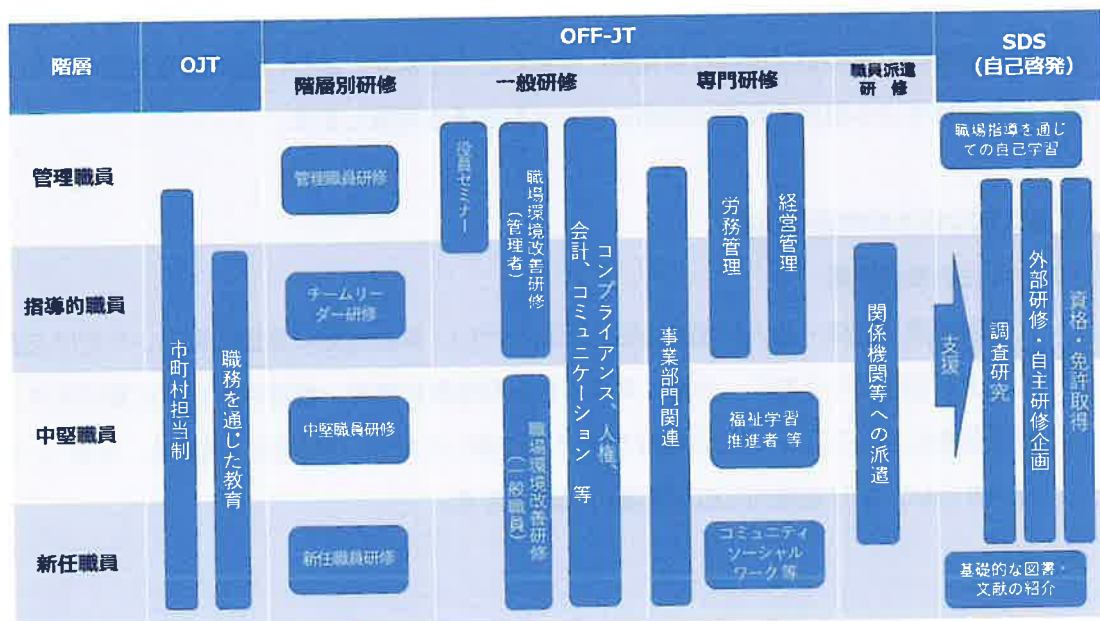 階層
OJT
OFF-JT
SDS
(自己啓発)
階層別研修
一般研修
専門研修
職員派遣
研 修
管理職員
指導的職員
中堅職員
新任職員
市町村担当制
職務を通じた教育
管理職員研修
チームリー
ダー研修
中堅職員研修
新任職員研修
役員セミナー
職場環境改善研修
(管理者)
職場環境改善研修
(一般職員)
コンプライアンス、人権、
会計、コミュニケーション 等
事業部門関連
労務管理
経営管理
福祉学習
推進者 等
コミュニティ
ソーシャル
ワーク等
関係機関等への派遣
支援
職場指導を通じ
ての自己学習
調査研究
外部研修・自主研修企画
資格・免許取得
基礎的な図書・
文献の紹介